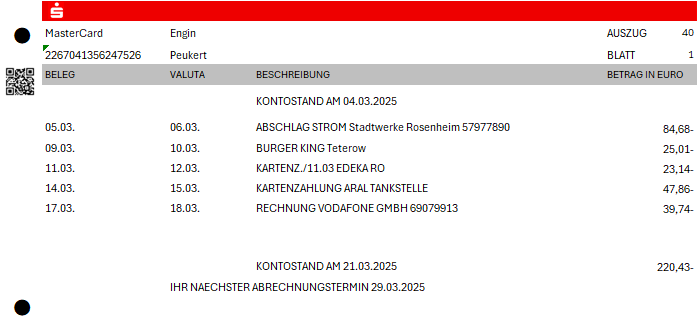 MasterCard Engin AUSZUG 40
2267041356247526 Peukert BLATT 1
BELEG VALUTA BESCHREIBUNG BETRAG IN EURO
KONTOSTAND AM 04.03.2025
05.03. 06.03. ABSCHLAG STROM Stadtwerke Rosenheim 57977890 84,68-
09.03. 10.03. BURGER KING Teterow 25,01-
11.03. 12.03. KARTENZ./11.03 EDEKA RO 23,14-
14.03. 15.03. KARTENZAHLUNG ARAL TANKSTELLE 47,86-
17.03. 18.03. RECHNUNG VODAFONE GMBH 69079913 39,74-
KONTOSTAND AM 21.03.2025 220,43-
IHR NAECHSTER ABRECHNUNGSTERMIN 29.03.2025